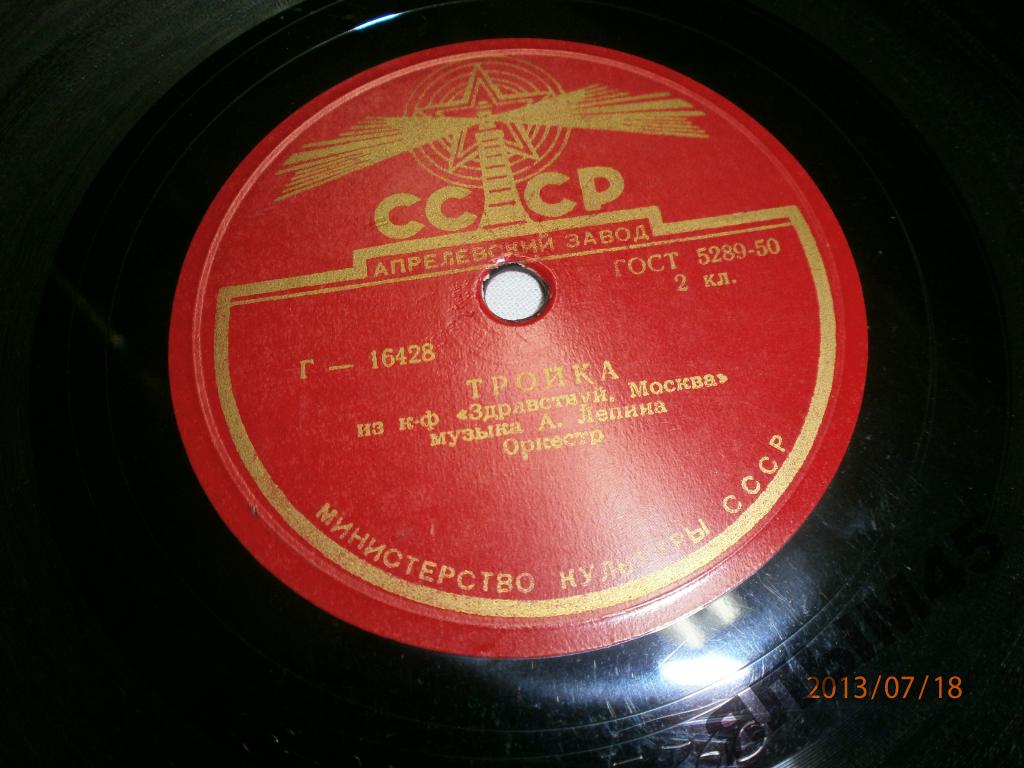 СССР
АПРЕЛЕВСКИЙ ЗАВОД
ГОСТ 5289-50
2 кл.
Г — 16428
ТРОЙКА
из к-ф «Здравствуй, Москва»
музыка А. Лепина
Оркестр
МИНИСТЕРСТВО КУЛЬТУРЫ СССР
2013/07/18